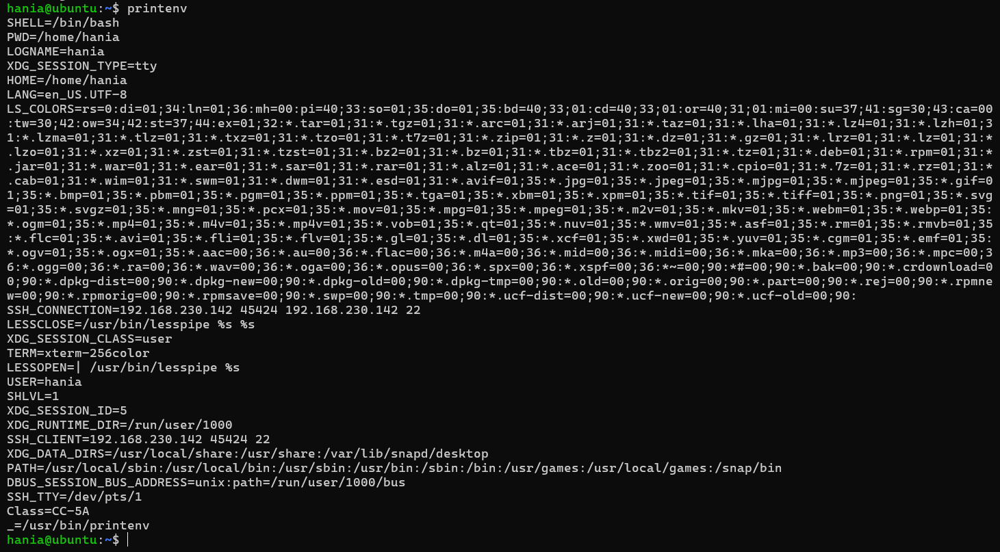 hania@ubuntu:~$ printenv
SHELL=/bin/bash
PWD=/home/hania
LOGNAME=hania
XDG_SESSION_TYPE=tty
HOME=/home/hania
LANG=en_US.UTF-8
LS_COLORS=rs=0:di=01;34:ln=01;36:mh=00:pi=40;33:so=01;35:do=01;35:bd=40;33;01:cd=40;33;01:or=40;31;01:mi=00:su=37;41:sg=30;43:ca=00
:tw=30;42:ow=34;42:st=37;44:ex=01;32:*.tar=01;31:*.tgz=01;31:*.arc=01;31:*.arj=01;31:*.taz=01;31:*.lha=01;31:*.lz4=01;31:*.lzh=01;3
1:*.lzma=01;31:*.tlz=01;31:*.txz=01;31:*.tzo=01;31:*.t7z=01;31:*.zip=01;31:*.z=01;31:*.dz=01;31:*.gz=01;31:*.lrz=01;31:*.lz=01;31:*
.lzo=01;31:*.xz=01;31:*.zst=01;31:*.tzst=01;31:*.bz2=01;31:*.bz=01;31:*.tbz=01;31:*.tbz2=01;31:*.tz=01;31:*.deb=01;31:*.rpm=01;31:*
.jar=01;31:*.war=01;31:*.ear=01;31:*.sar=01;31:*.rar=01;31:*.alz=01;31:*.ace=01;31:*.zoo=01;31:*.cpio=01;31:*.7z=01;31:*.rz=01;31:*
.cab=01;31:*.wim=01;31:*.swm=01;31:*.dwm=01;31:*.esd=01;31:*.avif=01;35:*.jpg=01;35:*.jpeg=01;35:*.mjpg=01;35:*.mjpeg=01;35:*.gif=0
1;35:*.bmp=01;35:*.pbm=01;35:*.pgm=01;35:*.ppm=01;35:*.tga=01;35:*.xbm=01;35:*.xpm=01;35:*.tif=01;35:*.tiff=01;35:*.png=01;35:*.svg
=01;35:*.svgz=01;35:*.mng=01;35:*.pcx=01;35:*.mov=01;35:*.mpg=01;35:*.mpeg=01;35:*.m2v=01;35:*.mkv=01;35:*.webm=01;35:*.webp=01;35:
*.ogm=01;35:*.mp4=01;35:*.m4v=01;35:*.mp4v=01;35:*.vob=01;35:*.qt=01;35:*.nuv=01;35:*.wmv=01;35:*.asf=01;35:*.rm=01;35:*.rmvb=01;35
:*.flc=01;35:*.avi=01;35:*.fli=01;35:*.flv=01;35:*.gl=01;35:*.dl=01;35:*.xcf=01;35:*.xwd=01;35:*.yuv=01;35:*.cgm=01;35:*.emf=01;35:
*.ogv=01;35:*.ogx=01;35:*.aac=00;36:*.au=00;36:*.flac=00;36:*.m4a=00;36:*.mid=00;36:*.midi=00;36:*.mka=00;36:*.mp3=00;36:*.mpc=00;3
6:*.ogg=00;36:*.ra=00;36:*.wav=00;36:*.oga=00;36:*.opus=00;36:*.spx=00;36:*.xspf=00;36:*~=00;90:*#=00;90:*.bak=00;90:*.crdownload=0
0;90:*.dpkg-dist=00;90:*.dpkg-new=00;90:*.dpkg-old=00;90:*.dpkg-tmp=00;90:*.old=00;90:*.orig=00;90:*.part=00;90:*.rej=00;90:*.rpmne
w=00;90:*.rpmorig=00;90:*.rpmsave=00;90:*.swp=00;90:*.tmp=00;90:*.ucf-dist=00;90:*.ucf-new=00;90:*.ucf-old=00;90:
SSH_CONNECTION=192.168.230.142 45424 192.168.230.142 22
LESSCLOSE=/usr/bin/lesspipe %s %s
XDG_SESSION_CLASS=user
TERM=xterm-256color
LESSOPEN=| /usr/bin/lesspipe %s
USER=hania
SHLVL=1
XDG_SESSION_ID=5
XDG_RUNTIME_DIR=/run/user/1000
SSH_CLIENT=192.168.230.142 45424 22
XDG_DATA_DIRS=/usr/local/share:/usr/share:/var/lib/snapd/desktop
PATH=/usr/local/sbin:/usr/local/bin:/usr/sbin:/usr/bin:/sbin:/bin:/usr/games:/usr/local/games:/snap/bin
DBUS_SESSION_BUS_ADDRESS=unix:path=/run/user/1000/bus
SSH_TTY=/dev/pts/1
Class=CC-5A
_=/usr/bin/printenv
hania@ubuntu:~$